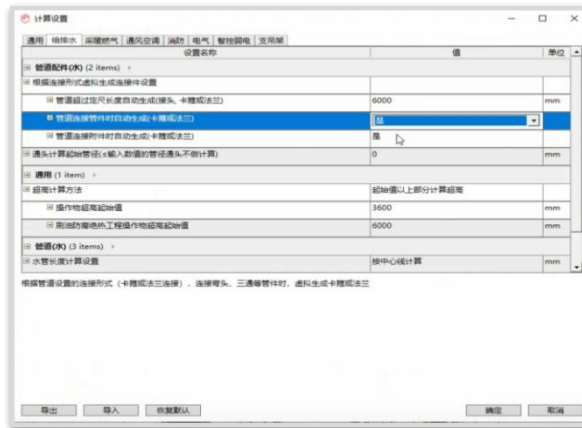 计算设置
通用 给排水 采暖燃气 通风空调 消防 电气 智控弱电 支吊架
设置名称 值 单位
管道配件(水) (2 items)
根据连接形式虚拟生成连接件设置
管道超过定尺长度自动生成(接头, 卡箍或法兰) 6000 mm
管道连接管件时自动生成(卡箍或法兰) 是
管道连接附件时自动生成(卡箍或法兰) 是
通头计算起始管径(≤输入数值的管径通头不做计算) 0 mm
通用 (1 item)
超高计算方法 起始值以上部分计算超高
操作物超高起始值 3600 mm
刷油防腐绝热工程操作物超高起始值 6000 mm
管道(水) (3 items)
水管长度计算设置 按中心线计算 mm
根据管道设置的连接形式（卡箍或法兰连接），连接弯头、三通等管件时，虚拟生成卡箍或法兰
导出 导入 恢复默认 确定 取消